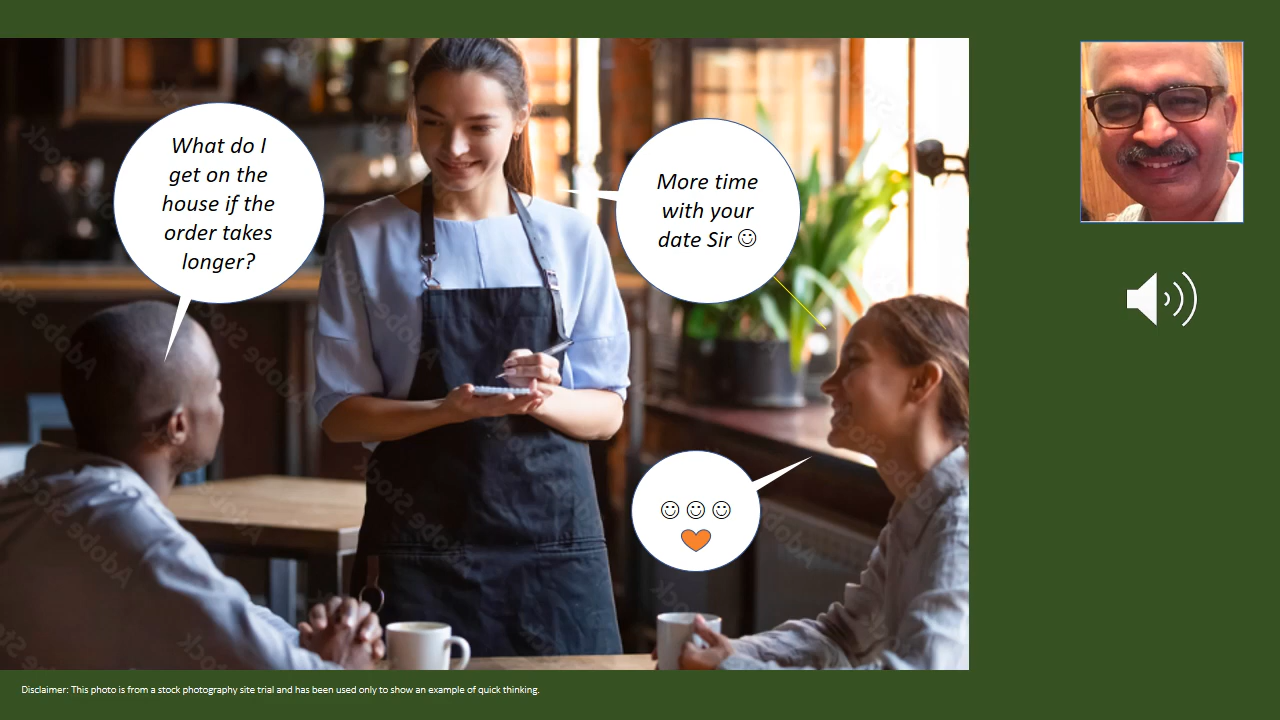 What do I
get on the
house if the
order takes
longer?
More time
with your
date Sir ☺
☺ ☺ ☺
Disclaimer: This photo is from a stock photography site trial and has been used only to show an example of quick thinking.
Adobe Stock